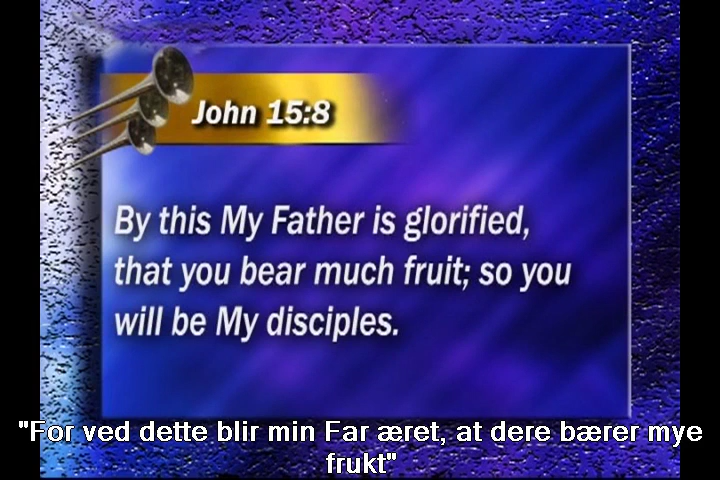 John 15:8
By this My Father is glorified,
that you bear much fruit; so you
will be My disciples.
"For ved dette blir min Far æret, at dere bærer mye
frukt"